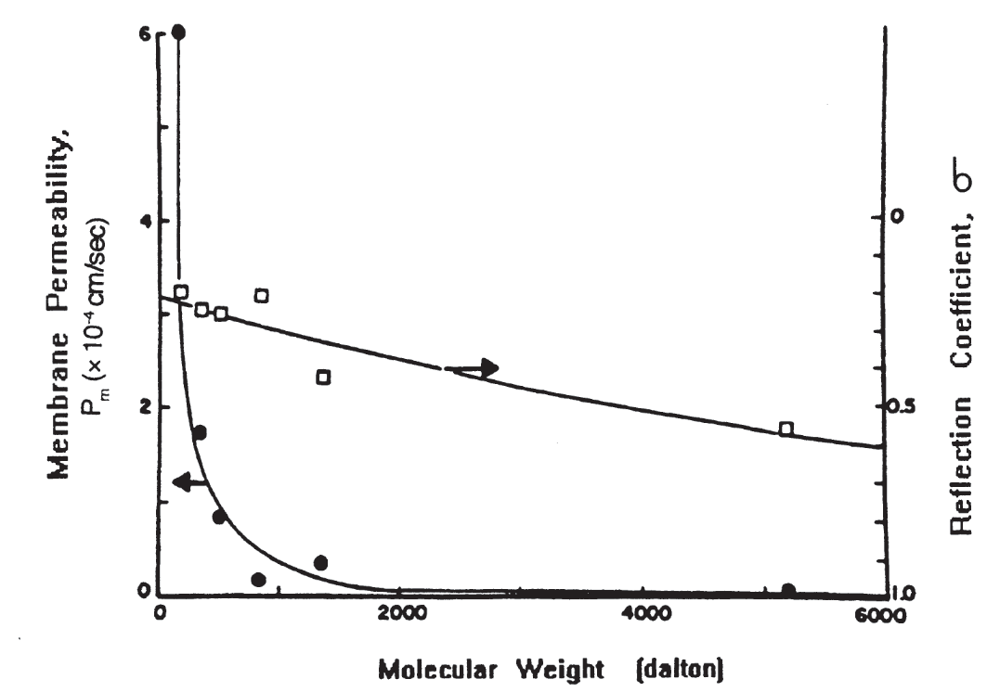 Membrane Permeability,
Pm (× 10-4 cm/sec)
6
4
2
0
0
2000
4000
6000
Molecular Weight (dalton)
0
0.5
1.0
Reflection Coefficient, σ